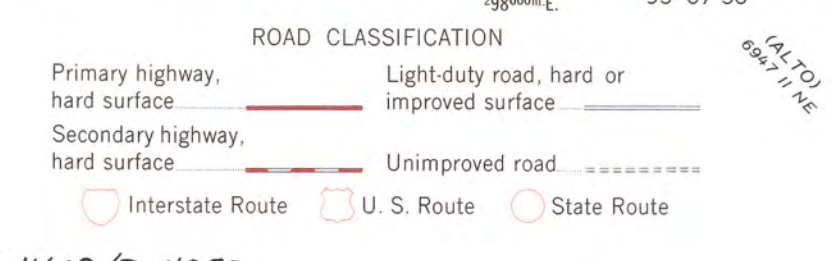 ROAD CLASSIFICATION
Primary highway,
hard surface
Light-duty road, hard or
improved surface
Secondary highway,
hard surface
Unimproved road
Interstate Route
U. S. Route
State Route
(ALTO)
6947 II NE